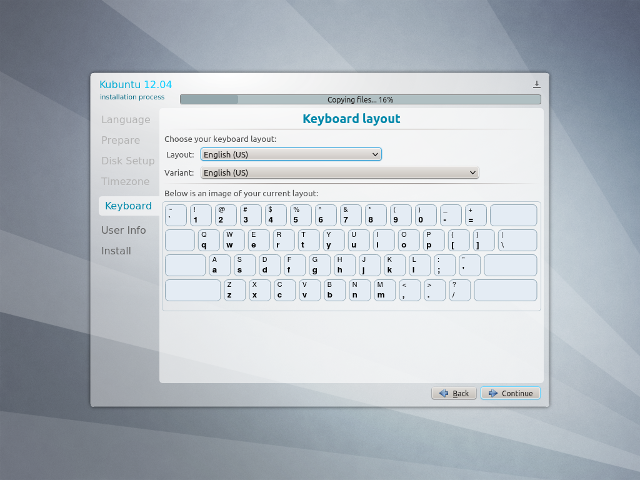 Kubuntu 12.04
installation process
Copying files... 16%
Language
Prepare
Disk Setup
Timezone
Keyboard
User Info
Install
Keyboard layout
Choose your keyboard layout:
Layout: English (US)
Variant: English (US)
Below is an image of your current layout:
~ ! @ # $ % ^ & * ( ) _ +
` 1 2 3 4 5 6 7 8 9 0 - =
Q W E R T Y U I O P { } |
q w e r t y u i o p [ ] \
A S D F G H J K L : "
a s d f g h j k l ; '
Z X C V B N M < > ?
z x c v b n m , . /
Back
Continue